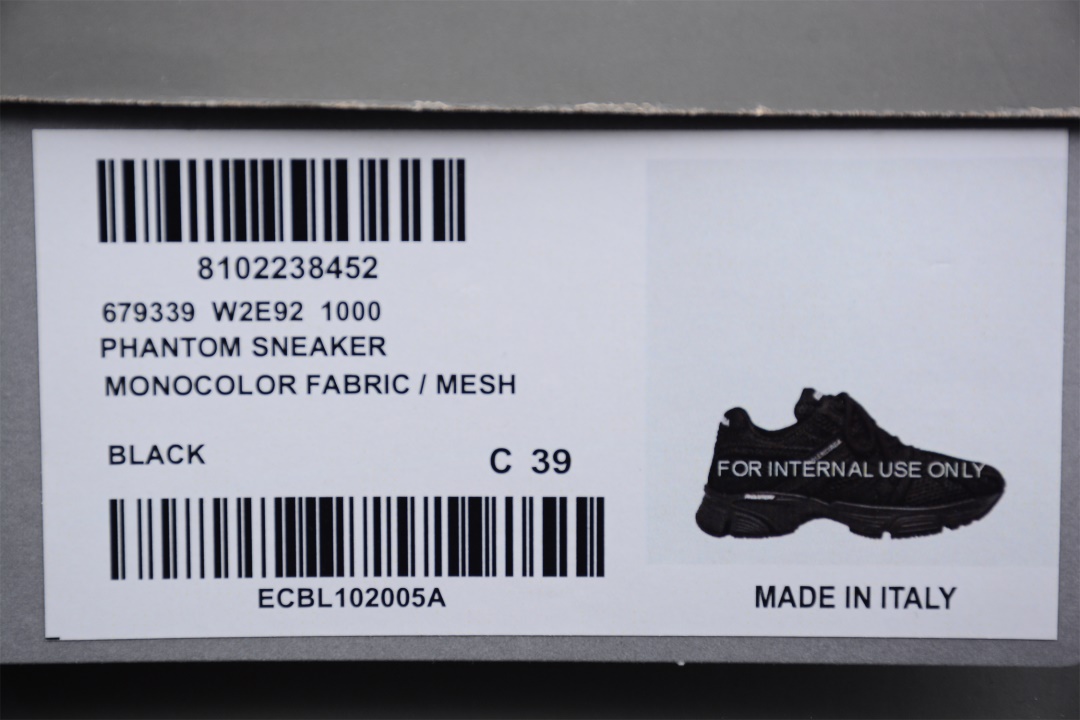 8102238452
679339 W2E92 1000
PHANTOM SNEAKER
MONOCOLOR FABRIC / MESH
BLACK C 39
ECBL102005A
FOR INTERNAL USE ONLY
MADE IN ITALY